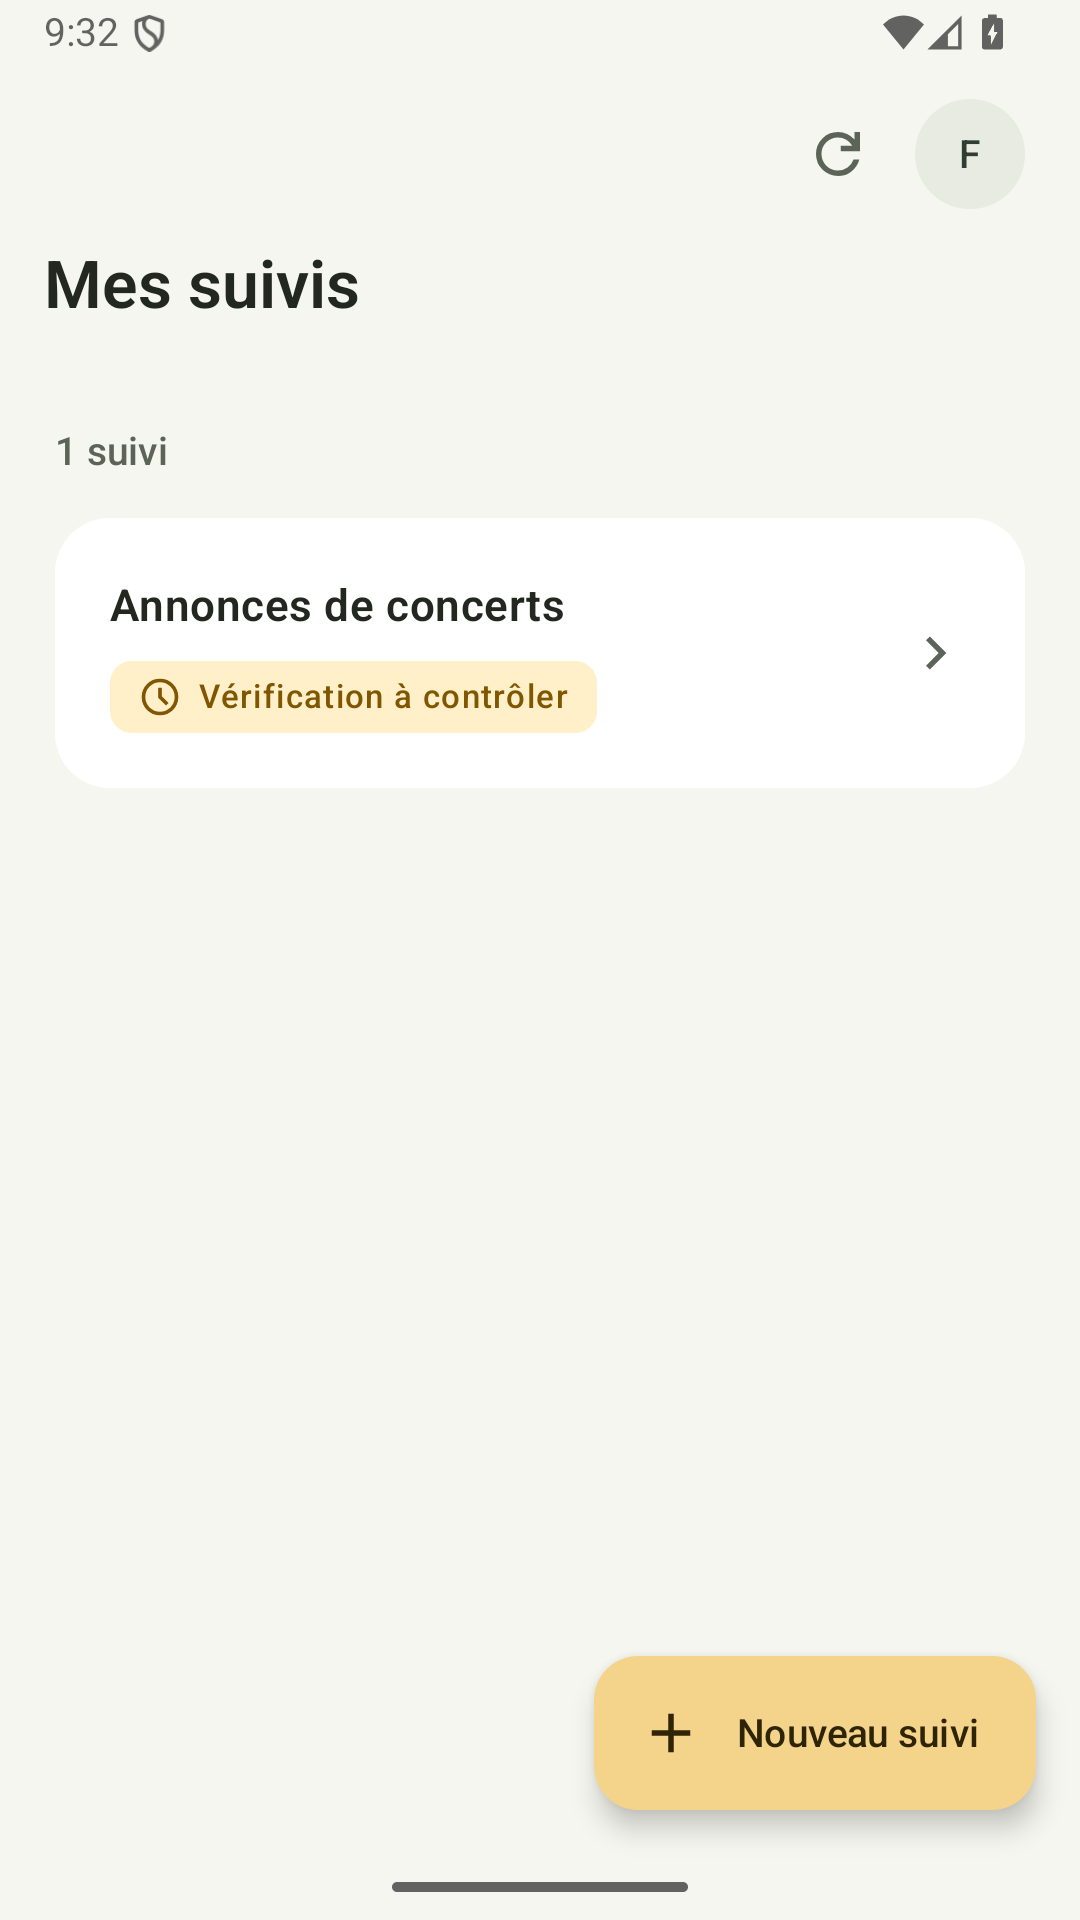 9:32
F
Mes suivis
1 suivi
Annonces de concerts
Vérification à contrôler
Nouveau suivi